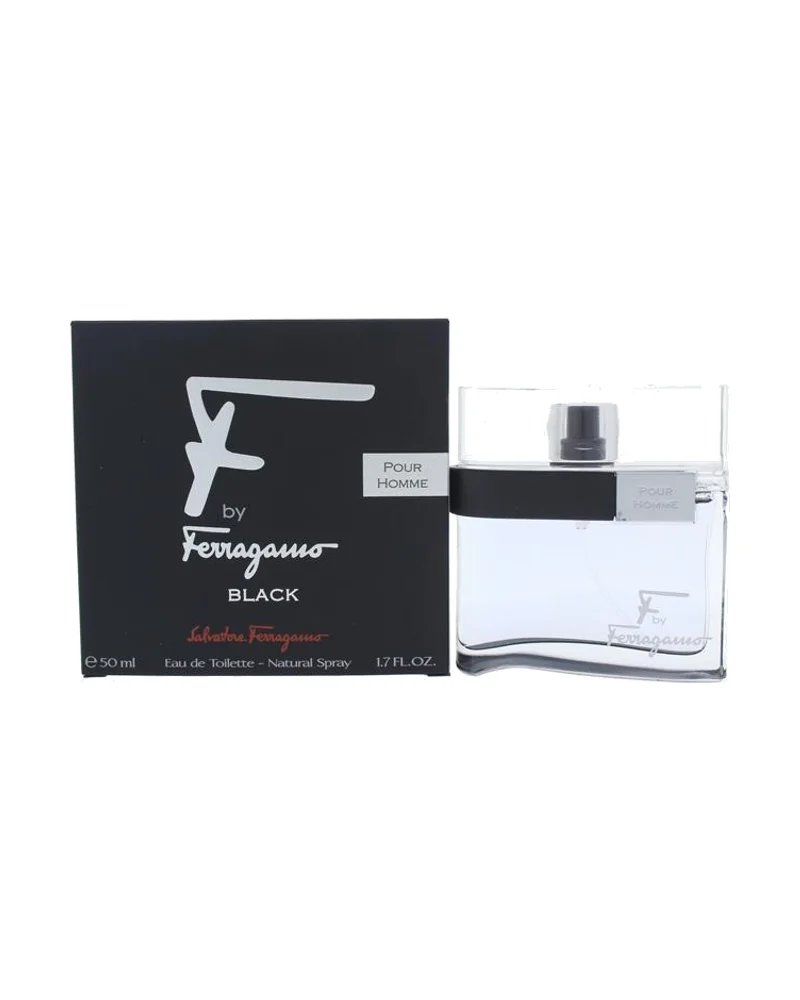 F
by
Ferragamo
BLACK
POUR
HOMME
Salvatore Ferragamo
℮ 50 ml Eau de Toilette – Natural Spray 1.7 FL.OZ.
POUR
HOMME
F
by
Ferragamo